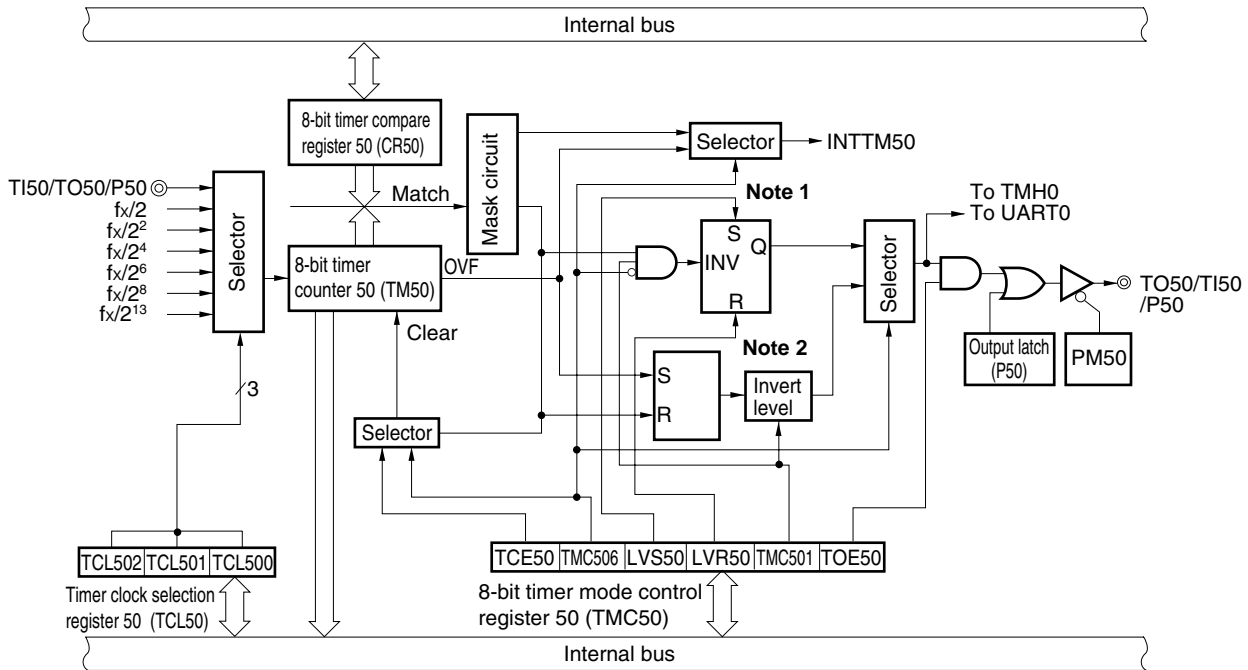 Internal bus
8-bit timer compare
register 50 (CR50)
Mask circuit
Selector
INTTM50
TI50/TO50/P50
Match
Note 1
To TMH0
To UART0
fX/2
fX/2²
fX/2⁴
fX/2⁶
fX/2⁸
fX/2¹³
Selector
8-bit timer
counter 50 (TM50)
OVF
S
INV
Q
R
Selector
TO50/TI50
/P50
Clear
Note 2
Output latch
(P50)
PM50
3
S
R
Invert
level
Selector
TCL502
TCL501
TCL500
TCE50
TMC506
LVS50
LVR50
TMC501
TOE50
Timer clock selection
register 50 (TCL50)
8-bit timer mode control
register 50 (TMC50)
Internal bus